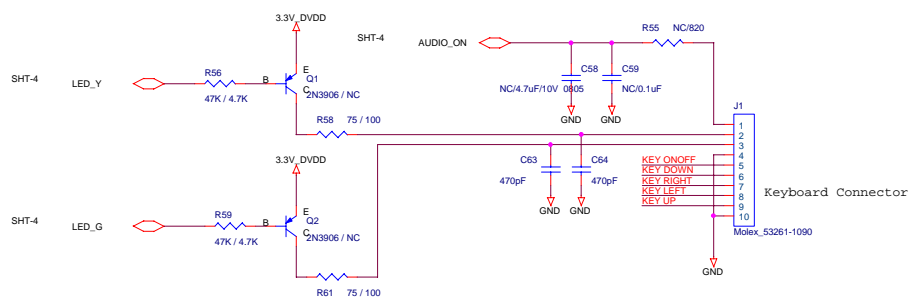 3.3V_DVDD
SHT-4
AUDIO_ON
R55 NC/820
SHT-4
LED_Y
R56
47K / 4.7K
B
E
C
Q1
2N3906 / NC
C58
NC/4.7uF/10V 0805
C59
NC/0.1uF
GND
GND
R58 75 / 100
J1
1
2
3
4
5
6
7
8
9
10
KEY ONOFF
KEY DOWN
KEY RIGHT
KEY LEFT
KEY UP
Keyboard Connector
Molex_53261-1090
C63
470pF
C64
470pF
GND
GND
3.3V_DVDD
SHT-4
LED_G
R59
47K / 4.7K
B
E
C
Q2
2N3906 / NC
GND
R61 75 / 100